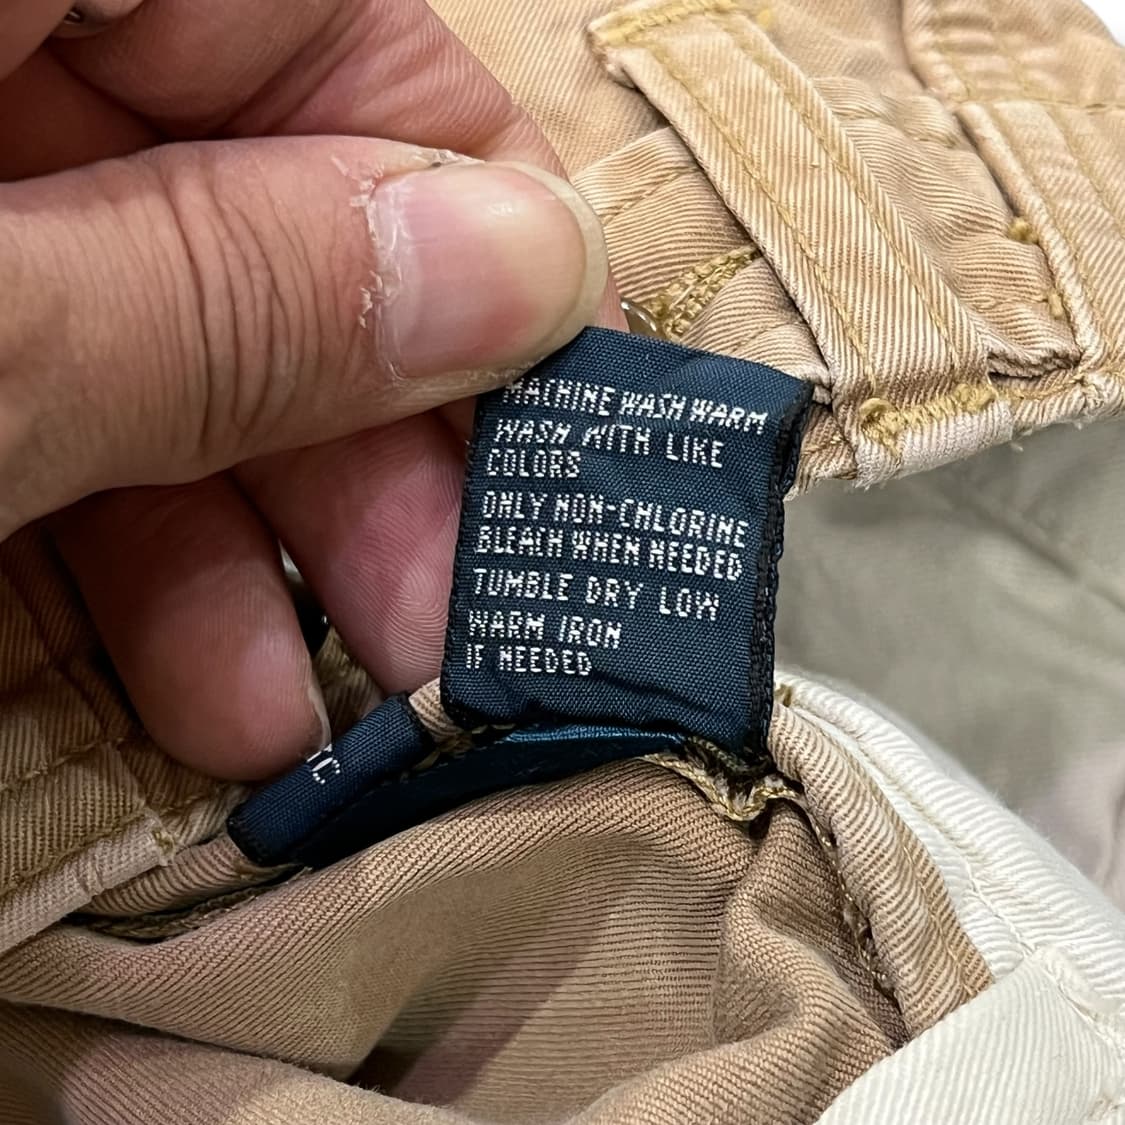 MACHINE WASH WARM
WASH WITH LIKE
COLORS
ONLY NON-CHLORINE
BLEACH WHEN NEEDED
TUMBLE DRY LOW
WARM IRON
IF NEEDED